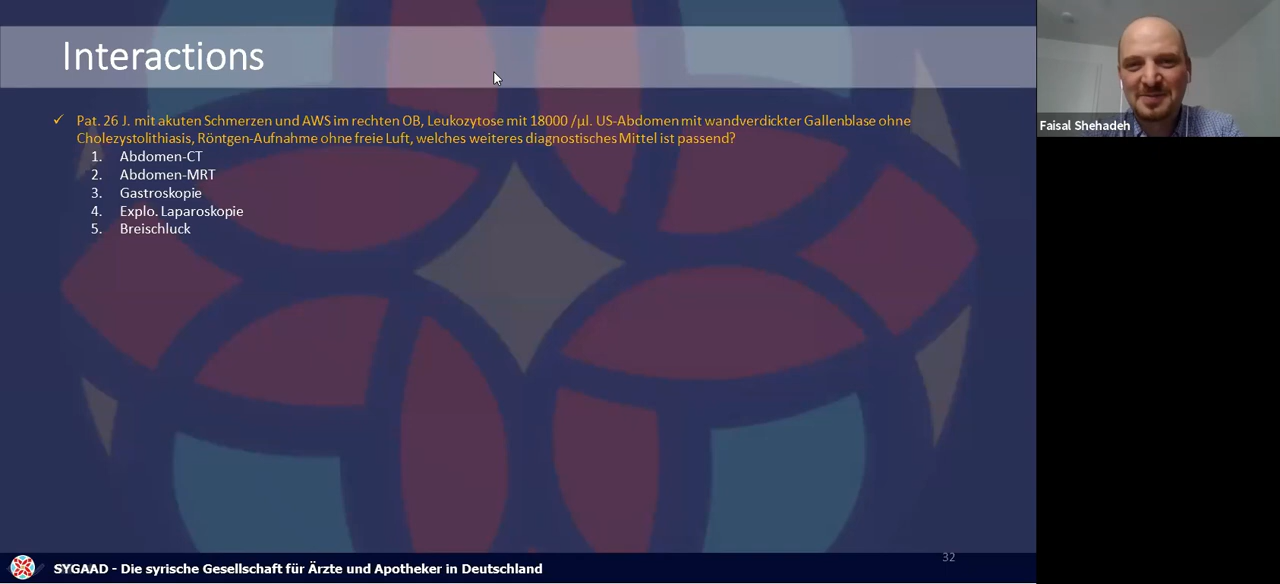 Interactions
✓ Pat. 26 J. mit akuten Schmerzen und AWS im rechten OB, Leukozytose mit 18000 /µl. US-Abdomen mit wandverdickter Gallenblase ohne
Cholezystolithiasis, Röntgen-Aufnahme ohne freie Luft, welches weiteres diagnostisches Mittel ist passend?
1. Abdomen-CT
2. Abdomen-MRT
3. Gastroskopie
4. Explo. Laparoskopie
5. Breischluck
Faisal Shehadeh
32
SYGAAD - Die syrische Gesellschaft für Ärzte und Apotheker in Deutschland